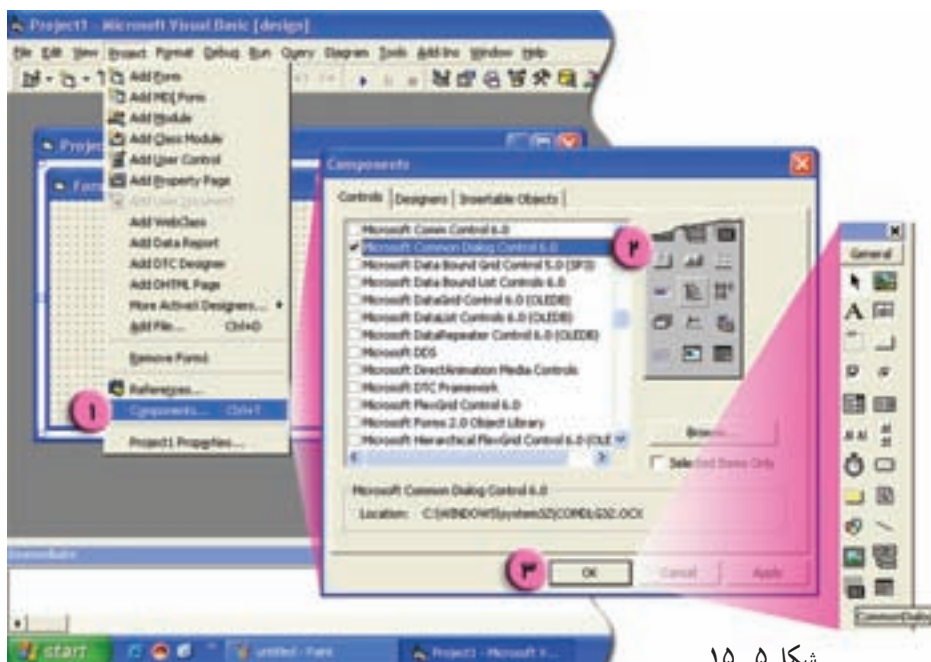 Project1 - Microsoft Visual Basic [design]
File Edit View Project Format Debug Run Query Diagram Tools Add-Ins Window Help
Add Form
Add MDI Form
Add Module
Add Class Module
Add User Control
Add Property Page
Add User Document
Add WebClass
Add Data Report
Add DTC Designer
Add DHTML Page
More ActiveX Designers...
Add File... Ctrl+D
Remove Form1
References...
۱
Components... Ctrl+T
Project1 Properties...
Components
Controls Designers Insertable Objects
Microsoft Comm Control 6.0
Microsoft Common Dialog Control 6.0
۲
Microsoft Data Bound Grid Control 5.0 (SP3)
Microsoft Data Bound List Controls 6.0
Microsoft DataGrid Control 6.0 (OLEDB)
Microsoft DataList Controls 6.0 (OLEDB)
Microsoft DataRepeater Control 6.0 (OLEDB)
Microsoft DDS
Microsoft DirectAnimation Media Controls
Microsoft DTC Framework
Microsoft FlexGrid Control 6.0
Microsoft Forms 2.0 Object Library
Microsoft Hierarchical FlexGrid Control 6.0 (OLE
Browse...
Selected Items Only
Microsoft Common Dialog Control 6.0
Location: C:\WINDOWS\system32\COMDLG32.OCX
۳
OK Cancel Apply
General
CommonDialog
Immediate
start
untitled - Paint
Project1 - Microsoft V...
شکل ۵ـ۱۵